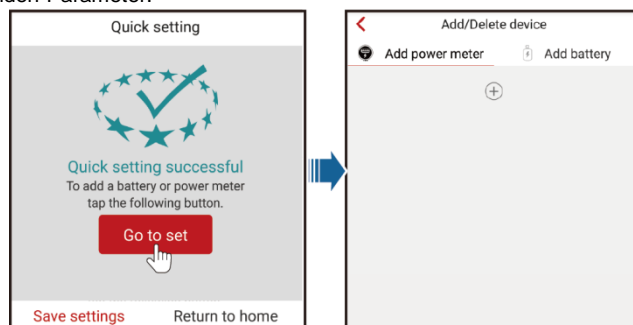 Quick setting
Quick setting successful
To add a battery or power meter
tap the following button.
Go to set
Save settings Return to home
Add/Delete device
Add power meter Add battery